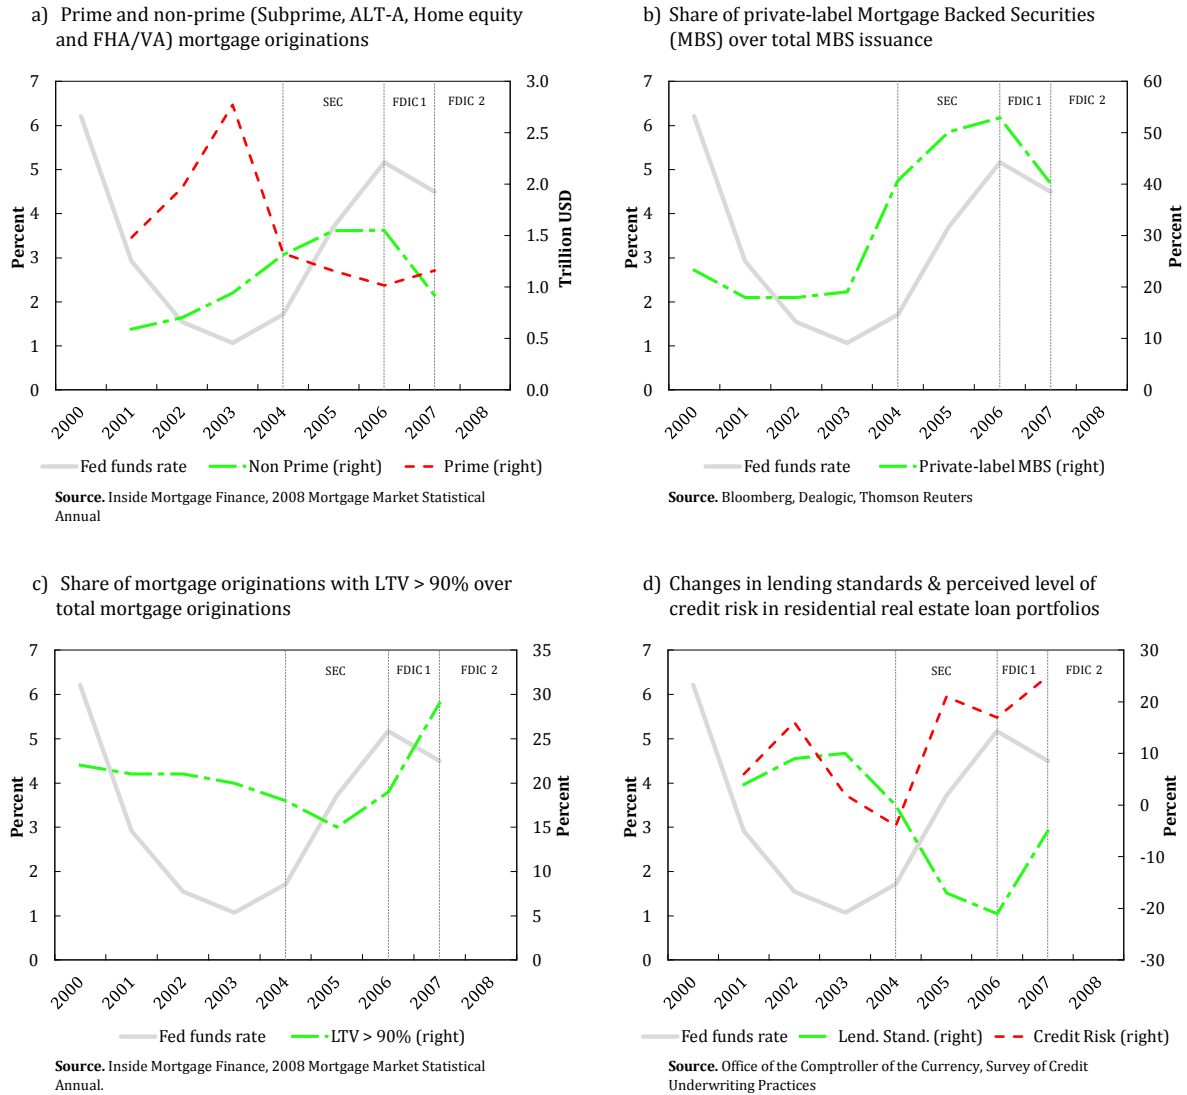 a) Prime and non-prime (Subprime, ALT-A, Home equity
and FHA/VA) mortgage originations
7
6
5
4
3
2
1
0
Percent
3.0
2.5
2.0
1.5
1.0
0.5
0.0
Trillion USD
SEC
FDIC 1
FDIC 2
2000
2001
2002
2003
2004
2005
2006
2007
2008
Fed funds rate
Non Prime (right)
Prime (right)
Source. Inside Mortgage Finance, 2008 Mortgage Market Statistical
Annual
b) Share of private-label Mortgage Backed Securities
(MBS) over total MBS issuance
7
6
5
4
3
2
1
0
Percent
60
50
40
30
20
10
0
Percent
SEC
FDIC 1
FDIC 2
2000
2001
2002
2003
2004
2005
2006
2007
2008
Fed funds rate
Private-label MBS (right)
Source. Bloomberg, Dealogic, Thomson Reuters
c) Share of mortgage originations with LTV > 90% over
total mortgage originations
7
6
5
4
3
2
1
0
Percent
35
30
25
20
15
10
5
0
Percent
SEC
FDIC 1
FDIC 2
2000
2001
2002
2003
2004
2005
2006
2007
2008
Fed funds rate
LTV > 90% (right)
Source. Inside Mortgage Finance, 2008 Mortgage Market Statistical
Annual.
d) Changes in lending standards & perceived level of
credit risk in residential real estate loan portfolios
7
6
5
4
3
2
1
0
Percent
30
20
10
0
-10
-20
-30
Percent
SEC
FDIC 1
FDIC 2
2000
2001
2002
2003
2004
2005
2006
2007
2008
Fed funds rate
Lend. Stand. (right)
Credit Risk (right)
Source. Office of the Comptroller of the Currency, Survey of Credit
Underwriting Practices